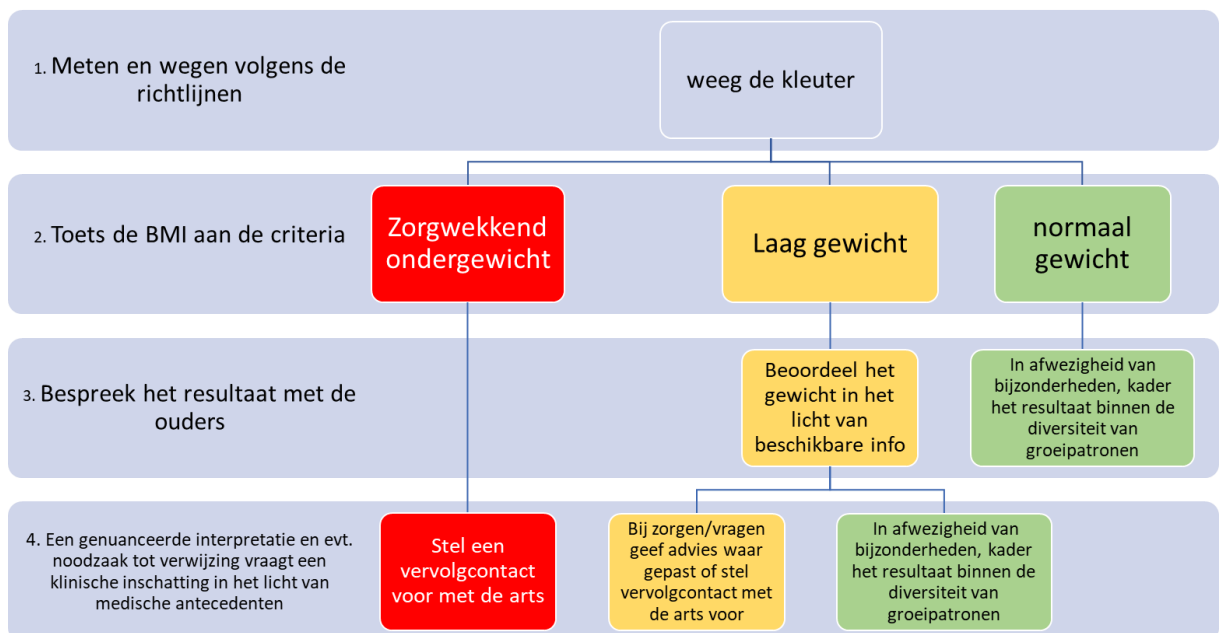 1. Meten en wegen volgens de
richtlijnen
weeg de kleuter
2. Toets de BMI aan de criteria
Zorgwekkend
ondergewicht
Laag gewicht
normaal
gewicht
3. Bespreek het resultaat met de
ouders
Beoordeel het
gewicht in het
licht van
beschikbare info
In afwezigheid van
bijzonderheden, kader
het resultaat binnen de
diversiteit van
groeipatronen
4. Een genuanceerde interpretatie en evt.
noodzaak tot verwijzing vraagt een
klinische inschatting in het licht van
medische antecedenten
Stel een
vervolgcontact
voor met de arts
Bij zorgen/vragen
geef advies waar
gepast of stel
vervolgcontact met
de arts voor
In afwezigheid van
bijzonderheden, kader
het resultaat binnen de
diversiteit van
groeipatronen